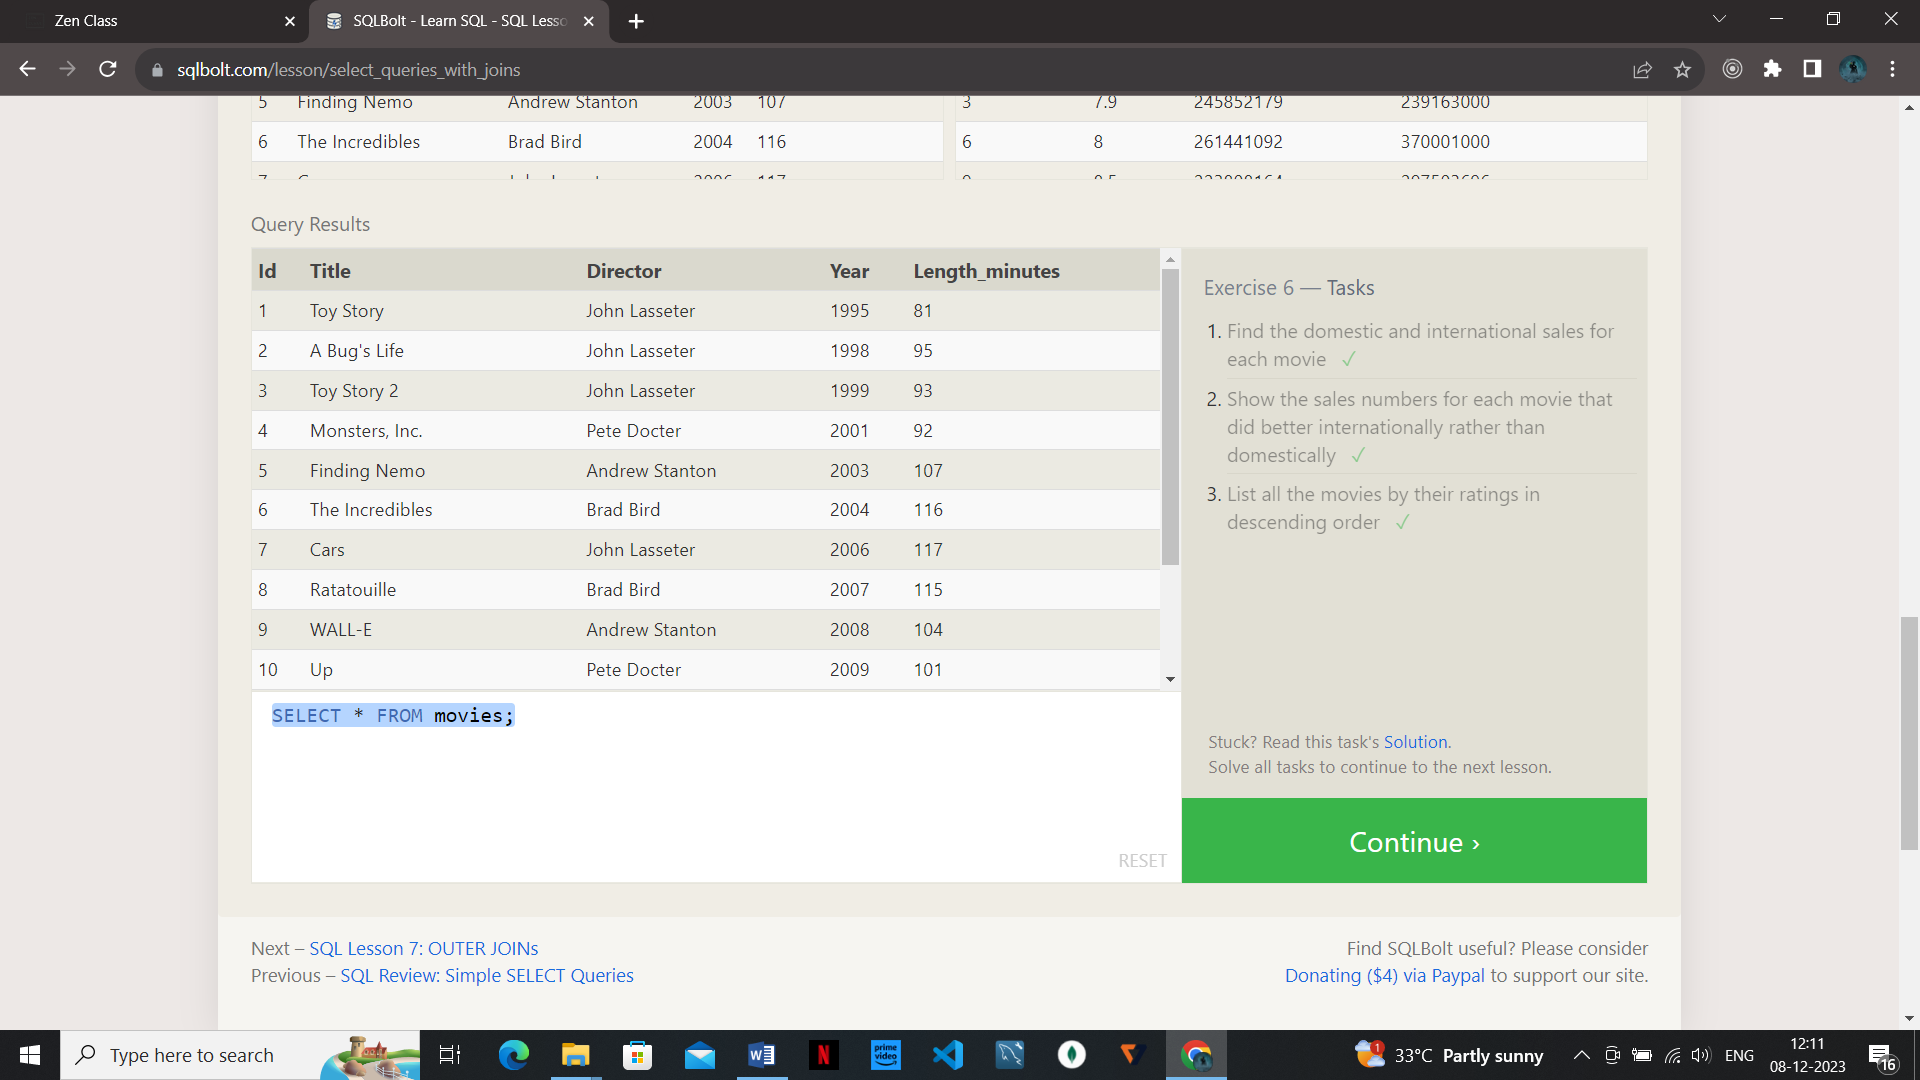 Zen Class
SQLBolt - Learn SQL - SQL Lesso
sqlbolt.com/lesson/select_queries_with_joins
5 Finding Nemo Andrew Stanton 2003 107
3 7.9 245852179 239163000
6 The Incredibles Brad Bird 2004 116
6 8 261441092 370001000
Query Results
Id Title Director Year Length_minutes
1 Toy Story John Lasseter 1995 81
2 A Bug's Life John Lasseter 1998 95
3 Toy Story 2 John Lasseter 1999 93
4 Monsters, Inc. Pete Docter 2001 92
5 Finding Nemo Andrew Stanton 2003 107
6 The Incredibles Brad Bird 2004 116
7 Cars John Lasseter 2006 117
8 Ratatouille Brad Bird 2007 115
9 WALL-E Andrew Stanton 2008 104
10 Up Pete Docter 2009 101
SELECT * FROM movies;
RESET
Exercise 6 — Tasks
1. Find the domestic and international sales for
each movie ✓
2. Show the sales numbers for each movie that
did better internationally rather than
domestically ✓
3. List all the movies by their ratings in
descending order ✓
Stuck? Read this task's Solution.
Solve all tasks to continue to the next lesson.
Continue ›
Next – SQL Lesson 7: OUTER JOINs
Previous – SQL Review: Simple SELECT Queries
Find SQLBolt useful? Please consider
Donating ($4) via Paypal to support our site.
Type here to search
N
prime video
33°C Partly sunny
1
ENG
12:11
08-12-2023
16